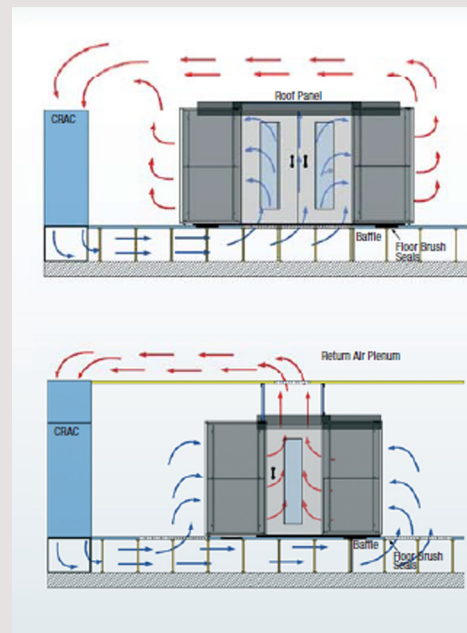 Roof Panel
CRAC
Baffle
Floor Brush
Seals
Return Air Plenum
CRAC
Baffle
Floor Brush
Seals